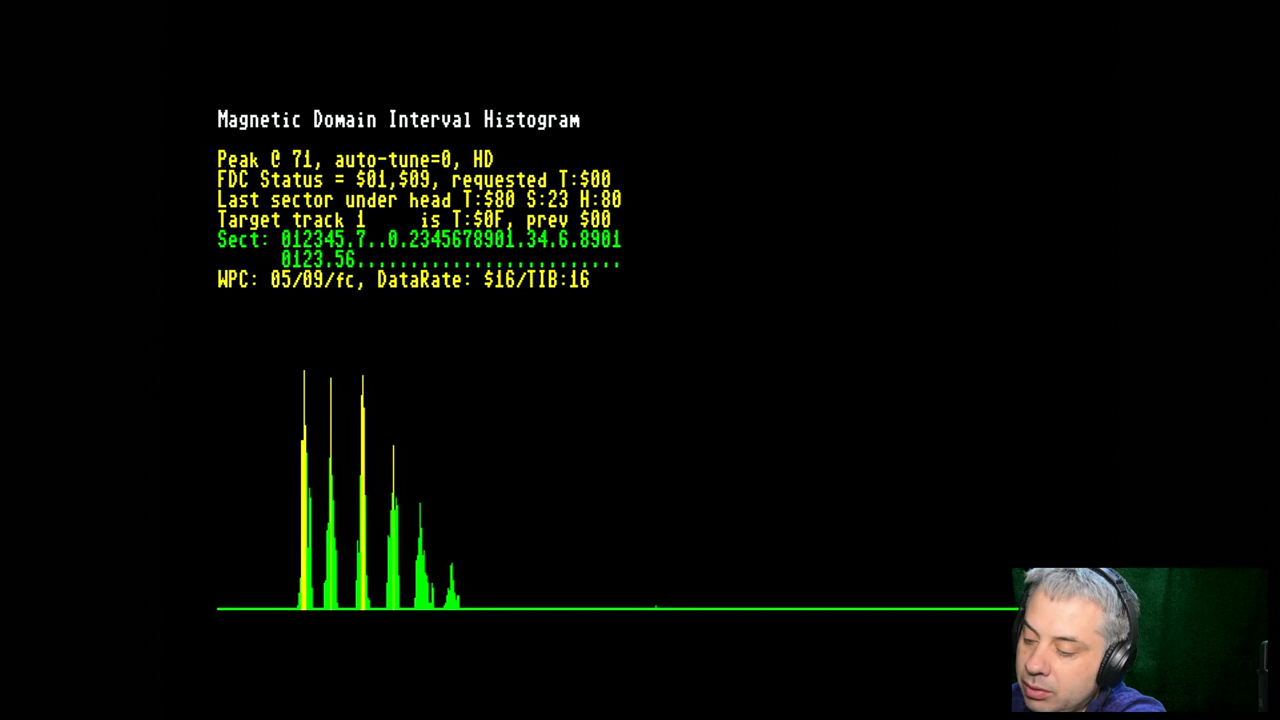 Magnetic Domain Interval Histogram
Peak @ 71, auto-tune=0, HD
FDC Status = $01,$09, requested T:$00
Last sector under head T:$80 S:23 H:80
Target track 1     is T:$0F, prev $00
Sect: 012345.7..0.2345678901.34.6.8901
0123.56.........................
WPC: 05/09/fc, DataRate: $16/TIB:16